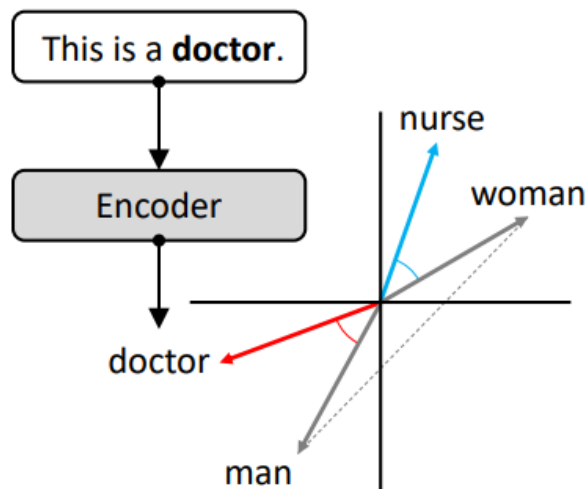 This is a doctor.
Encoder
nurse
woman
doctor
man